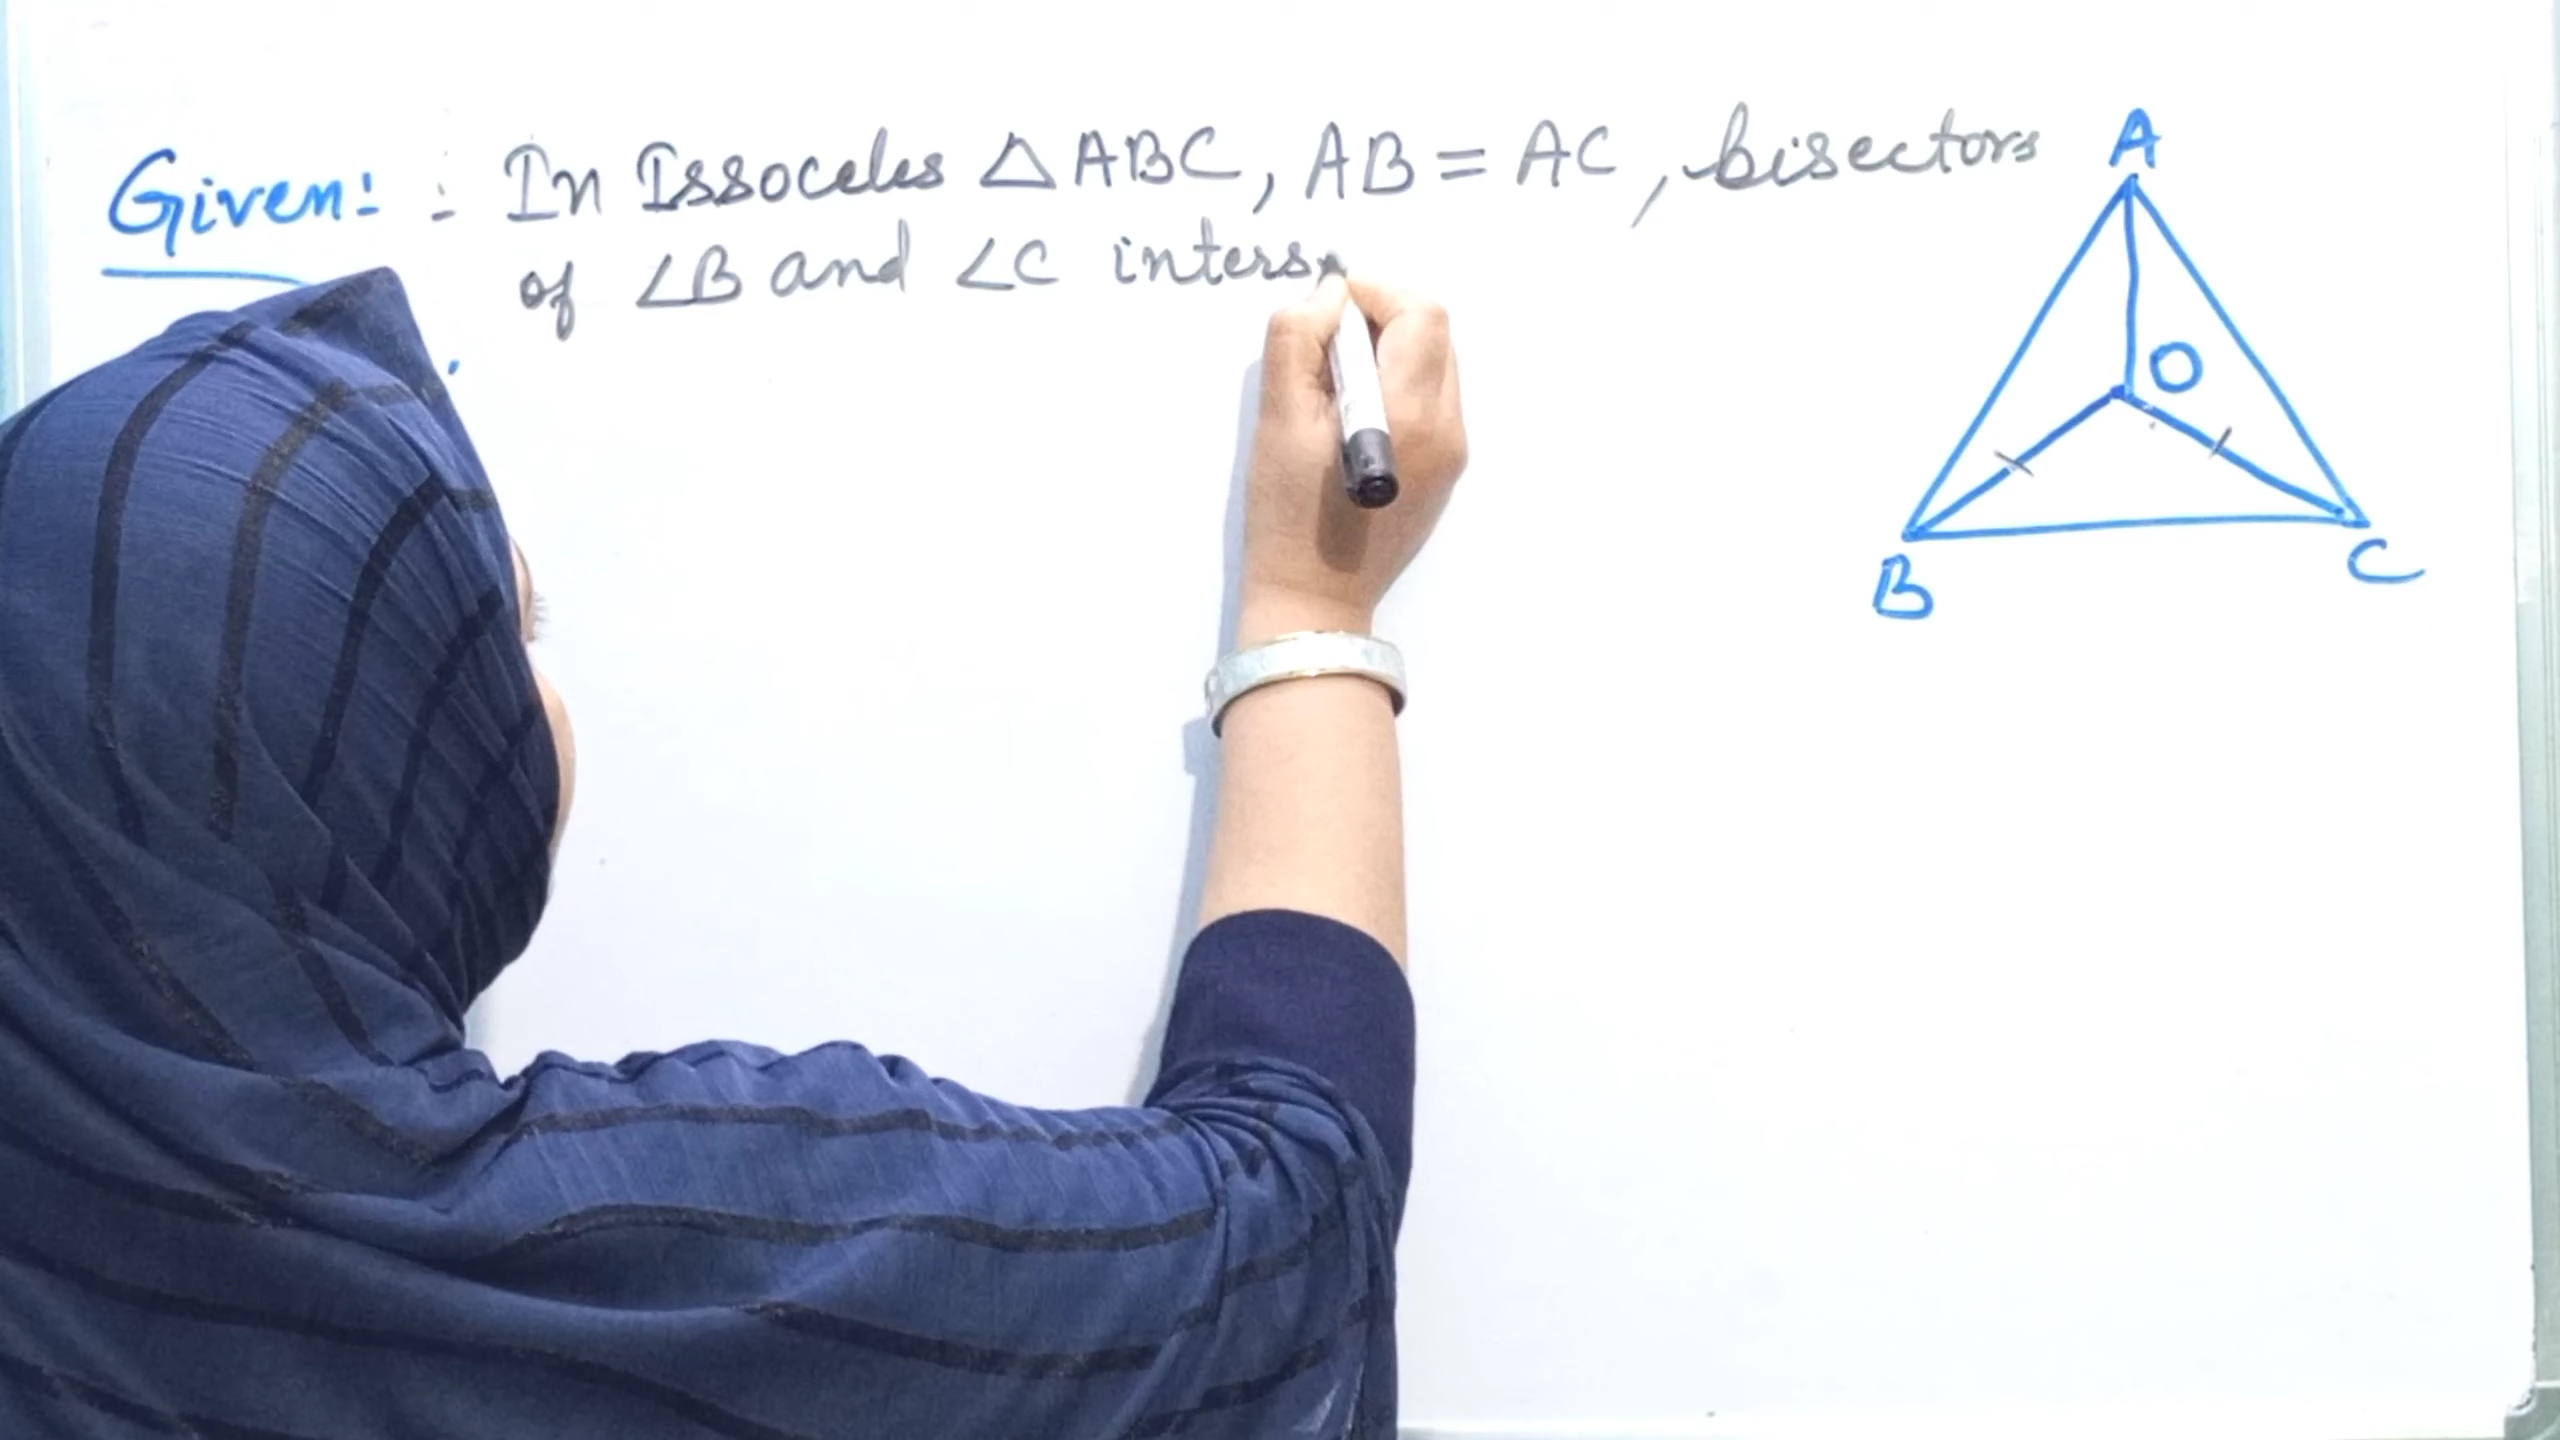 Given:- : In Issoceles △ABC, AB = AC, bisectors
of ∠B and ∠C inters
A
O
B
C